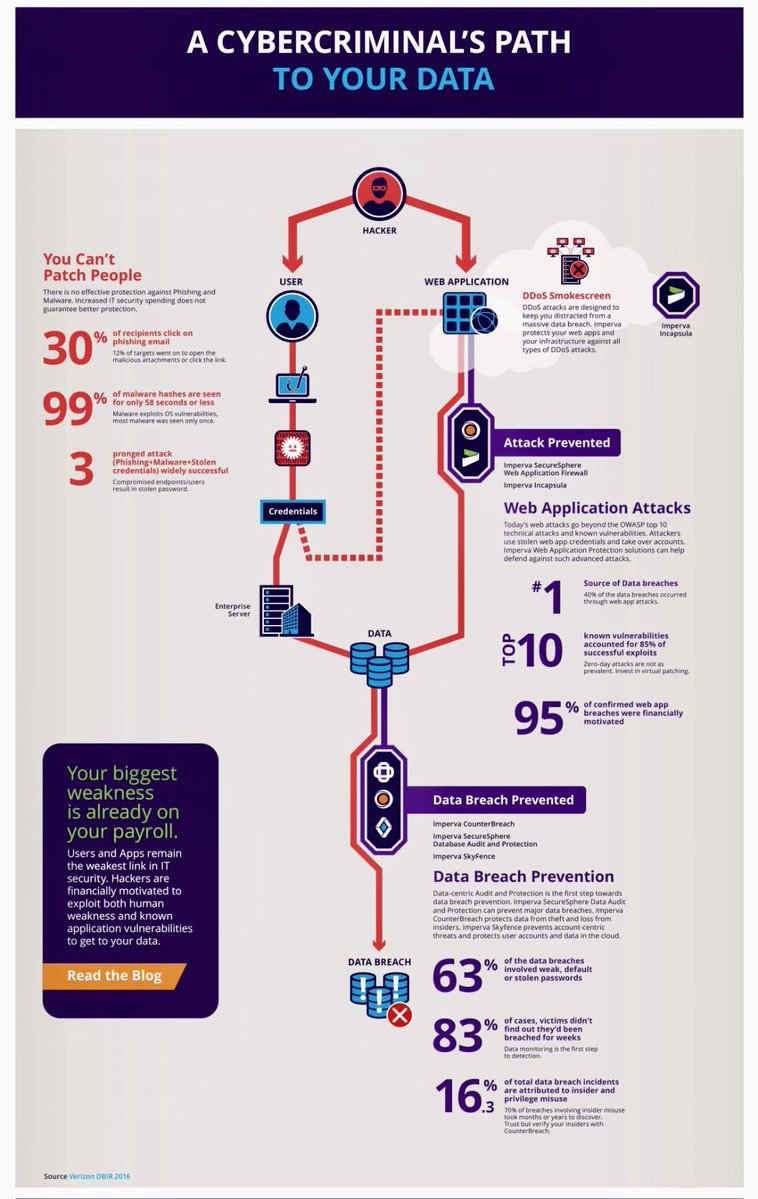 A CYBERCRIMINAL'S PATH
TO YOUR DATA
HACKER
You Can't
Patch People
There is no effective protection against Phishing and
Malware. Increased IT security spending does not
guarantee better protection.
30%
of recipients click on
phishing email
12% of targets went on to open the
malicious attachments or click the link.
99%
of malware hashes are seen
for only 58 seconds or less
Malware exploits OS vulnerabilities,
most malware was seen only once.
3
pronged attack
(Phishing+Malware+Stolen
credentials) widely successful
Compromised endpoints/users
result in stolen password.
USER
WEB APPLICATION
DDoS Smokescreen
DDoS attacks are designed to
keep you distracted from a
massive data breach. Imperva
protects your web apps and
your infrastructure against all
types of DDoS attacks.
Imperva
Incapsula
Credentials
Enterprise
Server
Attack Prevented
Imperva SecureSphere
Web Application Firewall
Imperva Incapsula
Web Application Attacks
Today's web attacks go beyond the OWASP top 10
technical attacks and known vulnerabilities. Attackers
use stolen web app credentials and take over accounts.
Imperva Web Application Protection solutions can help
defend against such advanced attacks.
#1
Source of Data breaches
40% of the data breaches occurred
through web app attacks.
TOP 10
known vulnerabilities
accounted for 85% of
successful exploits
Zero-day attacks are not as
prevalent. Invest in virtual patching.
95%
of confirmed web app
breaches were financially
motivated
DATA
Your biggest
weakness
is already on
your payroll.
Users and Apps remain
the weakest link in IT
security. Hackers are
financially motivated to
exploit both human
weakness and known
application vulnerabilities
to get to your data.
Read the Blog
Data Breach Prevented
Imperva CounterBreach
Imperva SecureSphere
Database Audit and Protection
Imperva SkyFence
Data Breach Prevention
Data-centric Audit and Protection is the first step towards
data breach prevention. Imperva SecureSphere Data Audit
and Protection can prevent major data breaches. Imperva
CounterBreach protects data from theft and loss from
insiders. Imperva Skyfence prevents account-centric
threats and protects user accounts and data in the cloud.
DATA BREACH
63%
of the data breaches
involved weak, default
or stolen passwords
83%
of cases, victims didn't
find out they'd been
breached for weeks
Data monitoring is the first step
to detection.
16.3%
of total data breach incidents
are attributed to insider and
privilege misuse
70% of breaches involving insider misuse
took months or years to discover.
Trust but verify your insiders with
CounterBreach.
Source Verizon DBIR 2016